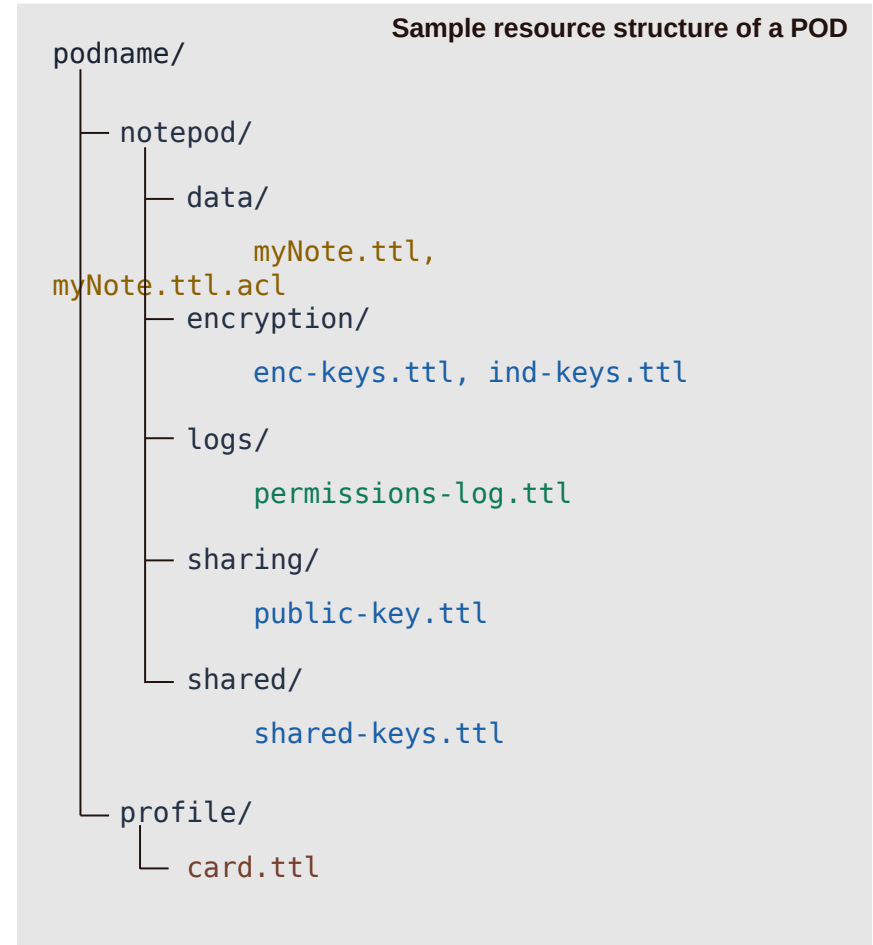 Sample resource structure of a POD
podname/
notepod/
data/
myNote.ttl,
myNote.ttl.acl
encryption/
enc-keys.ttl, ind-keys.ttl
logs/
permissions-log.ttl
sharing/
public-key.ttl
shared/
shared-keys.ttl
profile/
card.ttl